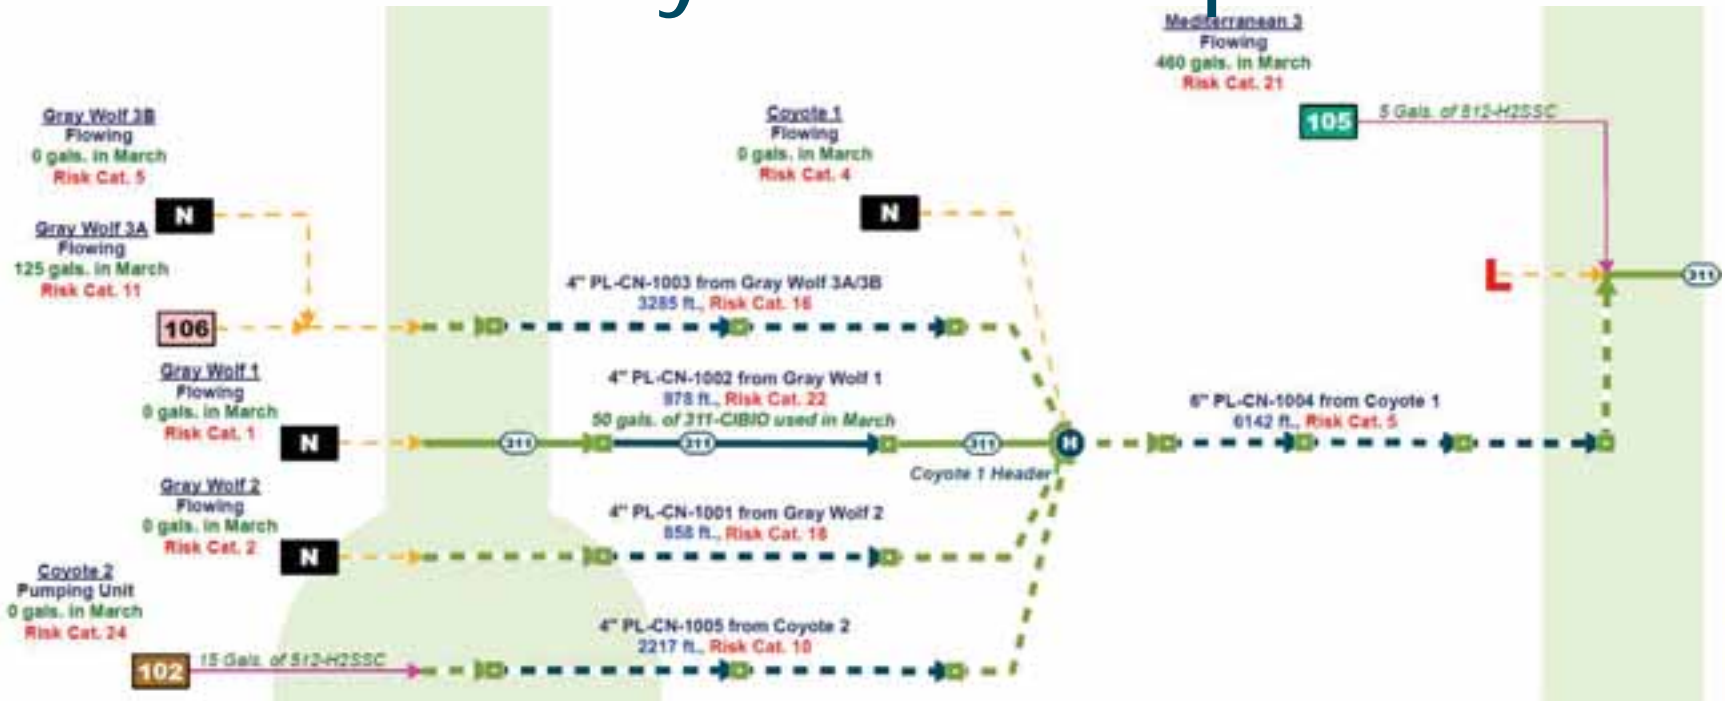 Mediterranean 3
Flowing
460 gals. in March
Risk Cat. 21
105
5 Gals. of 512-H2SSC
Gray Wolf 3B
Flowing
0 gals. in March
Risk Cat. 5
N
Coyote 1
Flowing
0 gals. in March
Risk Cat. 4
N
Gray Wolf 3A
Flowing
125 gals. in March
Risk Cat. 11
106
4" PL-CN-1003 from Gray Wolf 3A/3B
3285 ft., Risk Cat. 16
L
311
Gray Wolf 1
Flowing
0 gals. in March
Risk Cat. 1
N
4" PL-CN-1002 from Gray Wolf 1
978 ft., Risk Cat. 22
50 gals. of 311-CIBIO used in March
311
311
311
H
Coyote 1 Header
6" PL-CN-1004 from Coyote 1
6142 ft., Risk Cat. 5
Gray Wolf 2
Flowing
0 gals. in March
Risk Cat. 2
N
4" PL-CN-1001 from Gray Wolf 2
858 ft., Risk Cat. 18
Coyote 2
Pumping Unit
0 gals. in March
Risk Cat. 24
102
15 Gals. of 512-H2SSC
4" PL-CN-1005 from Coyote 2
2217 ft., Risk Cat. 10